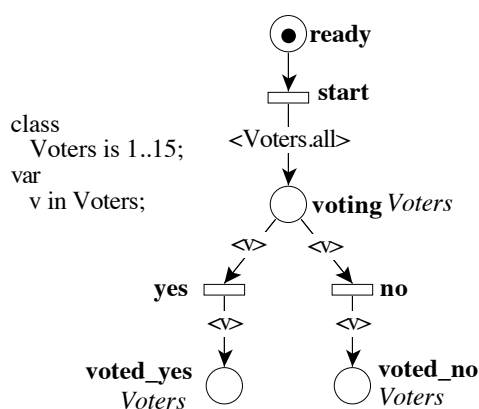 ready
start
class
Voters is 1..15;
var
v in Voters;
<Voters.all>
voting Voters
<v> <v>
yes no
<v> <v>
voted_yes voted_no
Voters Voters